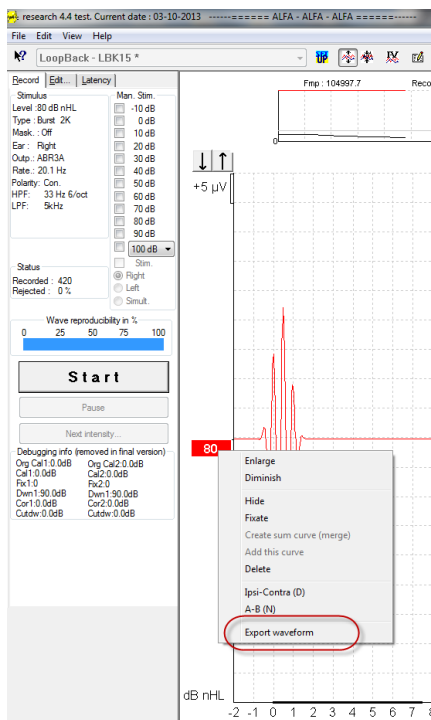 research 4.4 test. Current date : 03-10-2013 ------====== ALFA - ALFA - ALFA ======------
File Edit View Help
LoopBack - LBK15 *
Record Edit... Latency
Stimulus
Level :80 dB nHL
Type : Burst 2K
Mask. : Off
Ear : Right
Outp.: ABR3A
Rate.: 20.1 Hz
Polarity: Con.
HPF: 33 Hz 6/oct
LPF: 5kHz
Man. Stim.
-10 dB
0 dB
10 dB
20 dB
30 dB
40 dB
50 dB
60 dB
70 dB
80 dB
90 dB
100 dB
Stim.
Right
Left
Simult.
Status
Recorded : 420
Rejected : 0 %
Wave reproducibility in %
0 25 50 75 100
Start
Pause
Next intensity...
Debugging info (removed in final version)
Org Cal1:0.0dB Org Cal2:0.0dB
Cal1:0.0dB Cal2:0.0dB
Fix1:0 Fix2:0
Dwn1:90.0dB Dwn1:90.0dB
Cor1:0.0dB Cor2:0.0dB
Cutdw:0.0dB Cutdw:0.0dB
Fmp : 104997.7 Reco
0
+5 µV
80
Enlarge
Diminish
Hide
Fixate
Create sum curve (merge)
Add this curve
Delete
Ipsi-Contra (D)
A-B (N)
Export waveform
dB nHL
-2 -1 0 1 2 3 4 5 6 7 8